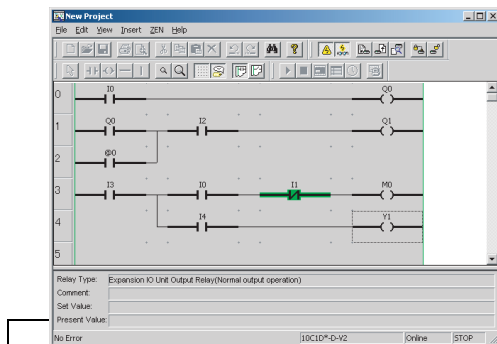 New Project
File Edit View Insert ZEN Help
0 I0 Q0
1 Q0 I2 Q1
2 @0
3 I3 I0 I1 M0
4 I4 Y1
5
Relay Type: Expansion IO Unit Output Relay(Normal output operation)
Comment:
Set Value:
Present Value:
No Error 10C1D*-D-V2 Online STOP